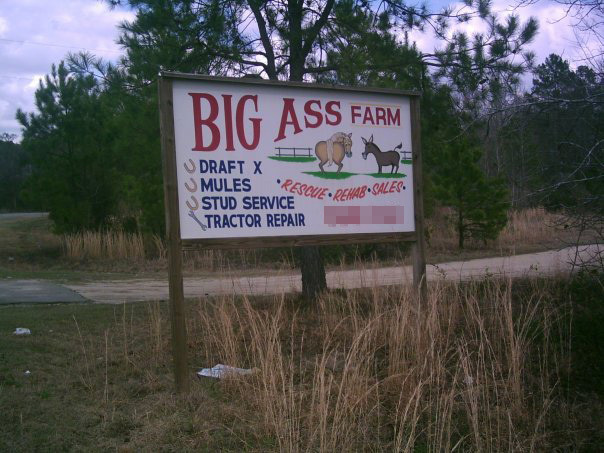 BIG ASS FARM
DRAFT X
MULES
STUD SERVICE
TRACTOR REPAIR
• RESCUE • REHAB • SALES •